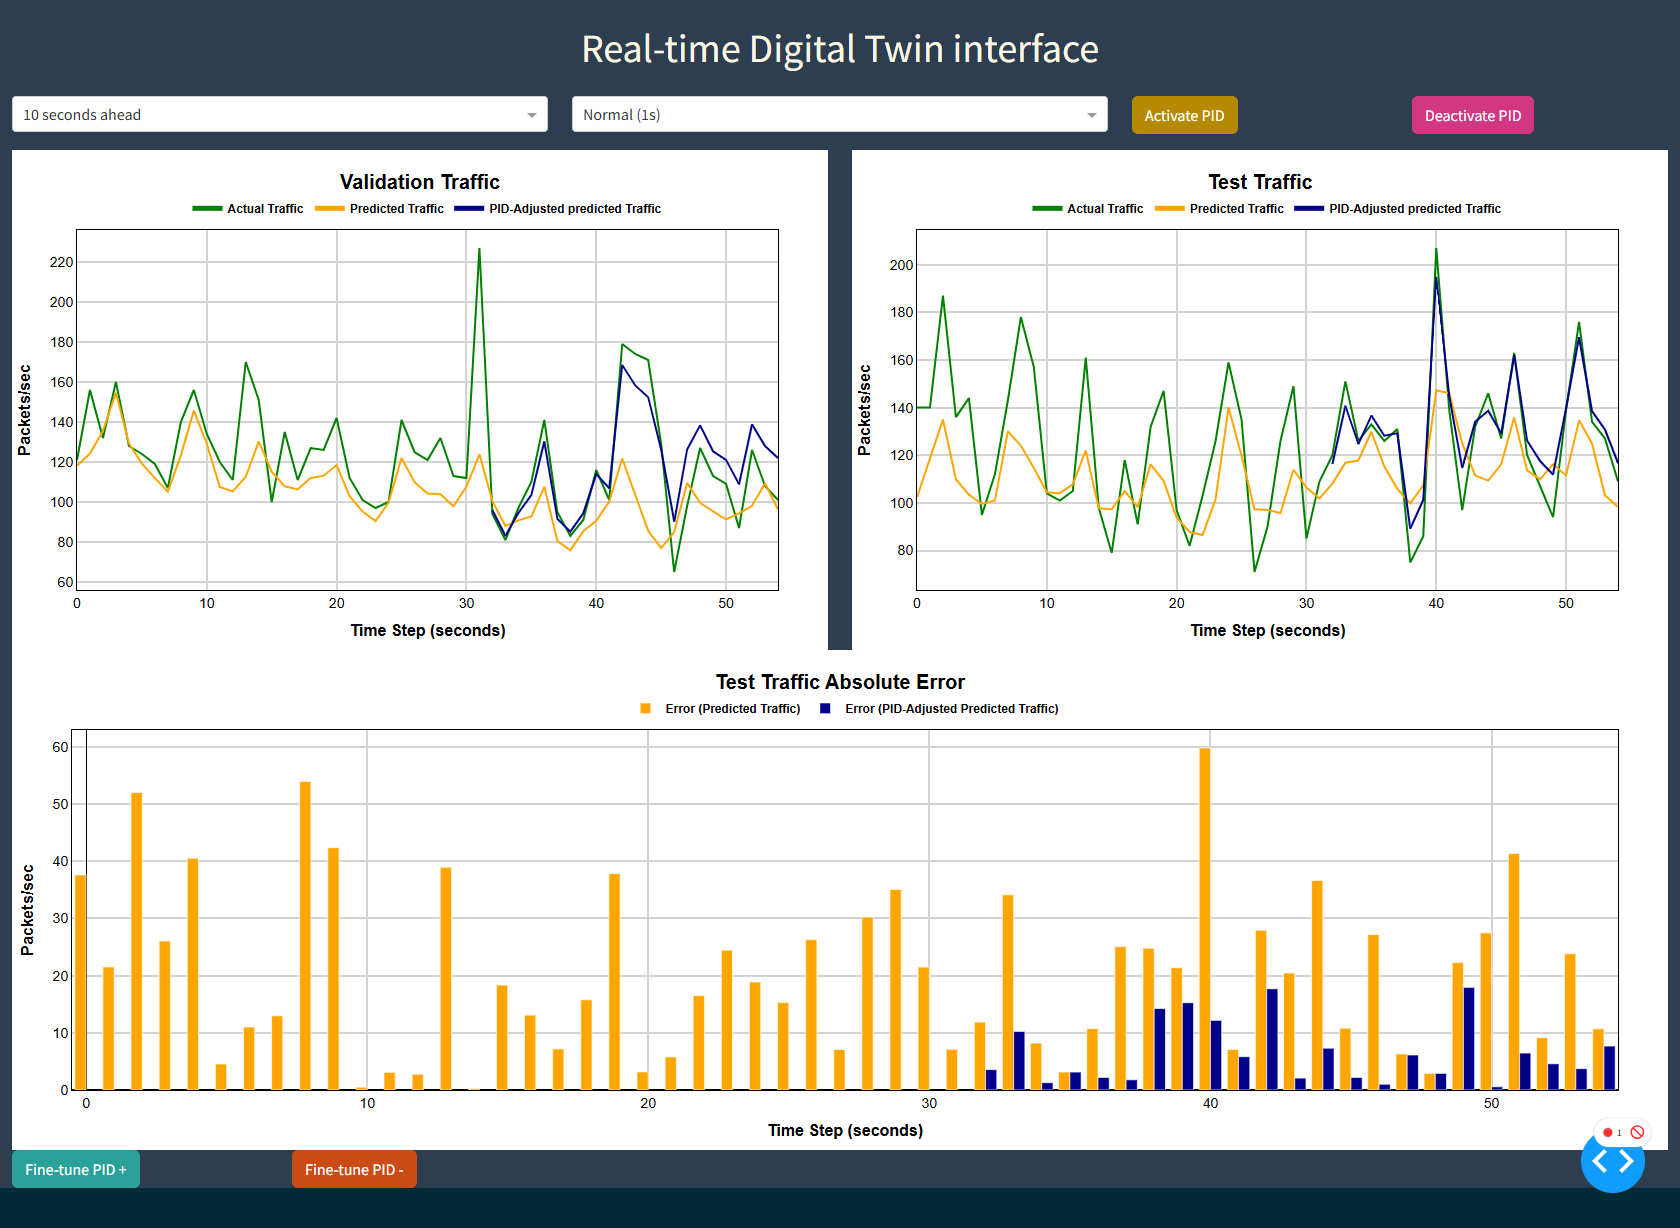 Real-time Digital Twin interface
10 seconds ahead
Normal (1s)
Activate PID
Deactivate PID
Validation Traffic
Actual Traffic Predicted Traffic PID-Adjusted predicted Traffic
Packets/sec
220
200
180
160
140
120
100
80
60
0 10 20 30 40 50
Time Step (seconds)
Test Traffic
Actual Traffic Predicted Traffic PID-Adjusted predicted Traffic
Packets/sec
200
180
160
140
120
100
80
0 10 20 30 40 50
Time Step (seconds)
Test Traffic Absolute Error
Error (Predicted Traffic) Error (PID-Adjusted Predicted Traffic)
Packets/sec
60
50
40
30
20
10
0
0 10 20 30 40 50
Time Step (seconds)
1
Fine-tune PID +
Fine-tune PID -